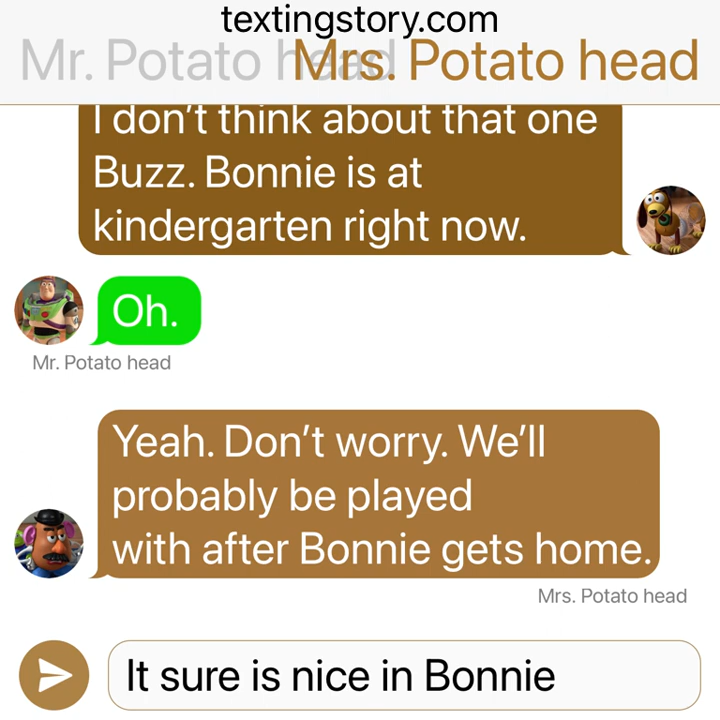 textingstory.com
Mr. Potato head
Mrs. Potato head
I don't think about that one
Buzz. Bonnie is at
kindergarten right now.
Oh.
Mr. Potato head
Yeah. Don't worry. We'll
probably be played
with after Bonnie gets home.
Mrs. Potato head
It sure is nice in Bonnie